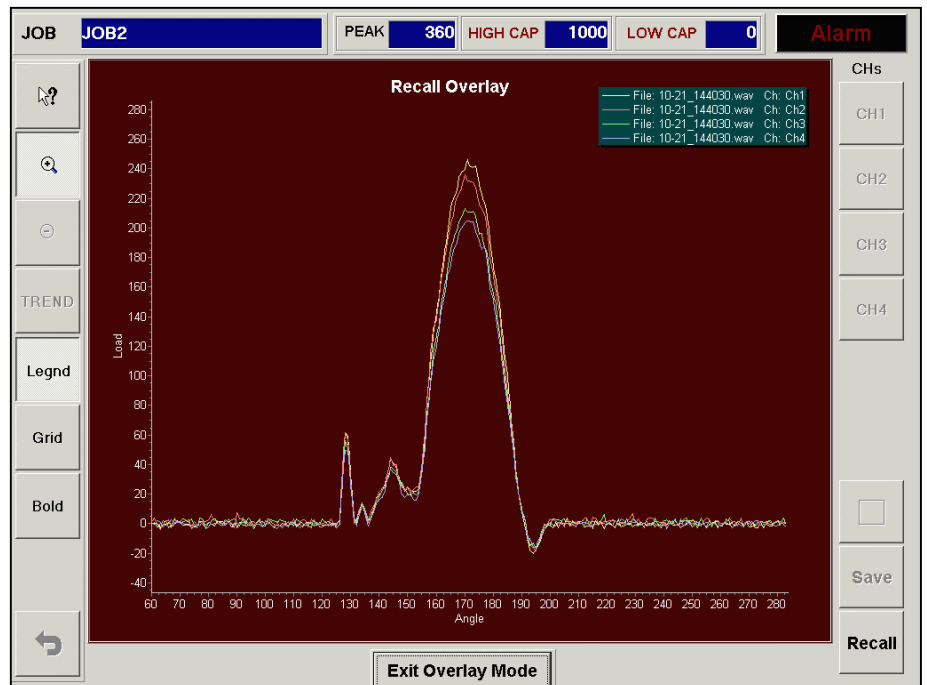 JOB JOB2 PEAK 360 HIGH CAP 1000 LOW CAP 0 Alarm
CHs
?
CH1
CH2
CH3
CH4
TREND
Legnd
Grid
Bold
Recall Overlay
File: 10-21_144030.wav Ch: Ch1
File: 10-21_144030.wav Ch: Ch2
File: 10-21_144030.wav Ch: Ch3
File: 10-21_144030.wav Ch: Ch4
280
260
240
220
200
180
160
140
120
100
80
60
40
20
0
-20
-40
Load
60 70 80 90 100 110 120 130 140 150 160 170 180 190 200 210 220 230 240 250 260 270 280
Angle
Save
Recall
Exit Overlay Mode